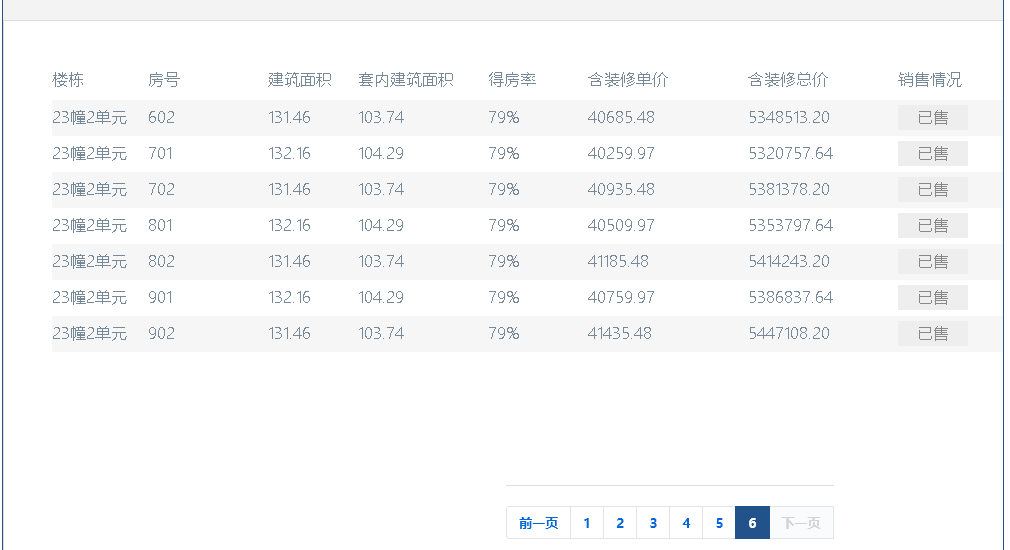 楼栋 房号 建筑面积 套内建筑面积 得房率 含装修单价 含装修总价 销售情况
23幢2单元 602 131.46 103.74 79% 40685.48 5348513.20 已售
23幢2单元 701 132.16 104.29 79% 40259.97 5320757.64 已售
23幢2单元 702 131.46 103.74 79% 40935.48 5381378.20 已售
23幢2单元 801 132.16 104.29 79% 40509.97 5353797.64 已售
23幢2单元 802 131.46 103.74 79% 41185.48 5414243.20 已售
23幢2单元 901 132.16 104.29 79% 40759.97 5386837.64 已售
23幢2单元 902 131.46 103.74 79% 41435.48 5447108.20 已售
前一页 1 2 3 4 5 6 下一页